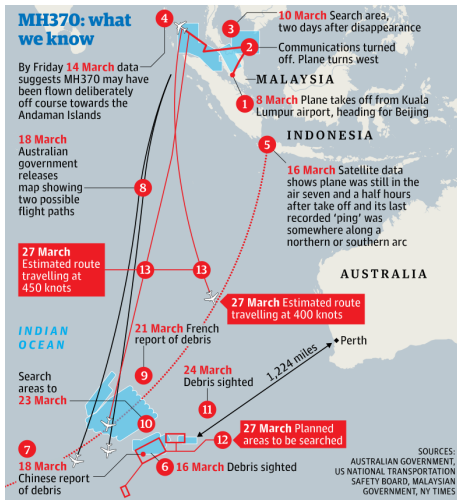 MH370: what
we know
4
3
10 March Search area,
two days after disappearance
2
Communications turned
off. Plane turns west
By Friday 14 March data
suggests MH370 may have
been flown deliberately
off course towards the
Andaman Islands
MALAYSIA
1
8 March Plane takes off from Kuala
Lumpur airport, heading for Beijing
INDONESIA
5
18 March
Australian
government
releases
map showing
two possible
flight paths
8
16 March Satellite data
shows plane was still in the
air seven and a half hours
after take off and its last
recorded 'ping' was
somewhere along a
northern or southern arc
27 March
Estimated route
travelling at
450 knots
13
13
AUSTRALIA
27 March Estimated route
travelling at 400 knots
INDIAN
OCEAN
21 March French
report of debris
9
Perth
1,224 miles
Search
areas to
23 March
24 March
Debris sighted
11
10
27 March Planned
areas to be searched
12
7
18 March
Chinese report
of debris
6
16 March Debris sighted
SOURCES:
AUSTRALIAN GOVERNMENT,
US NATIONAL TRANSPORTATION
SAFETY BOARD, MALAYSIAN
GOVERNMENT, NY TIMES